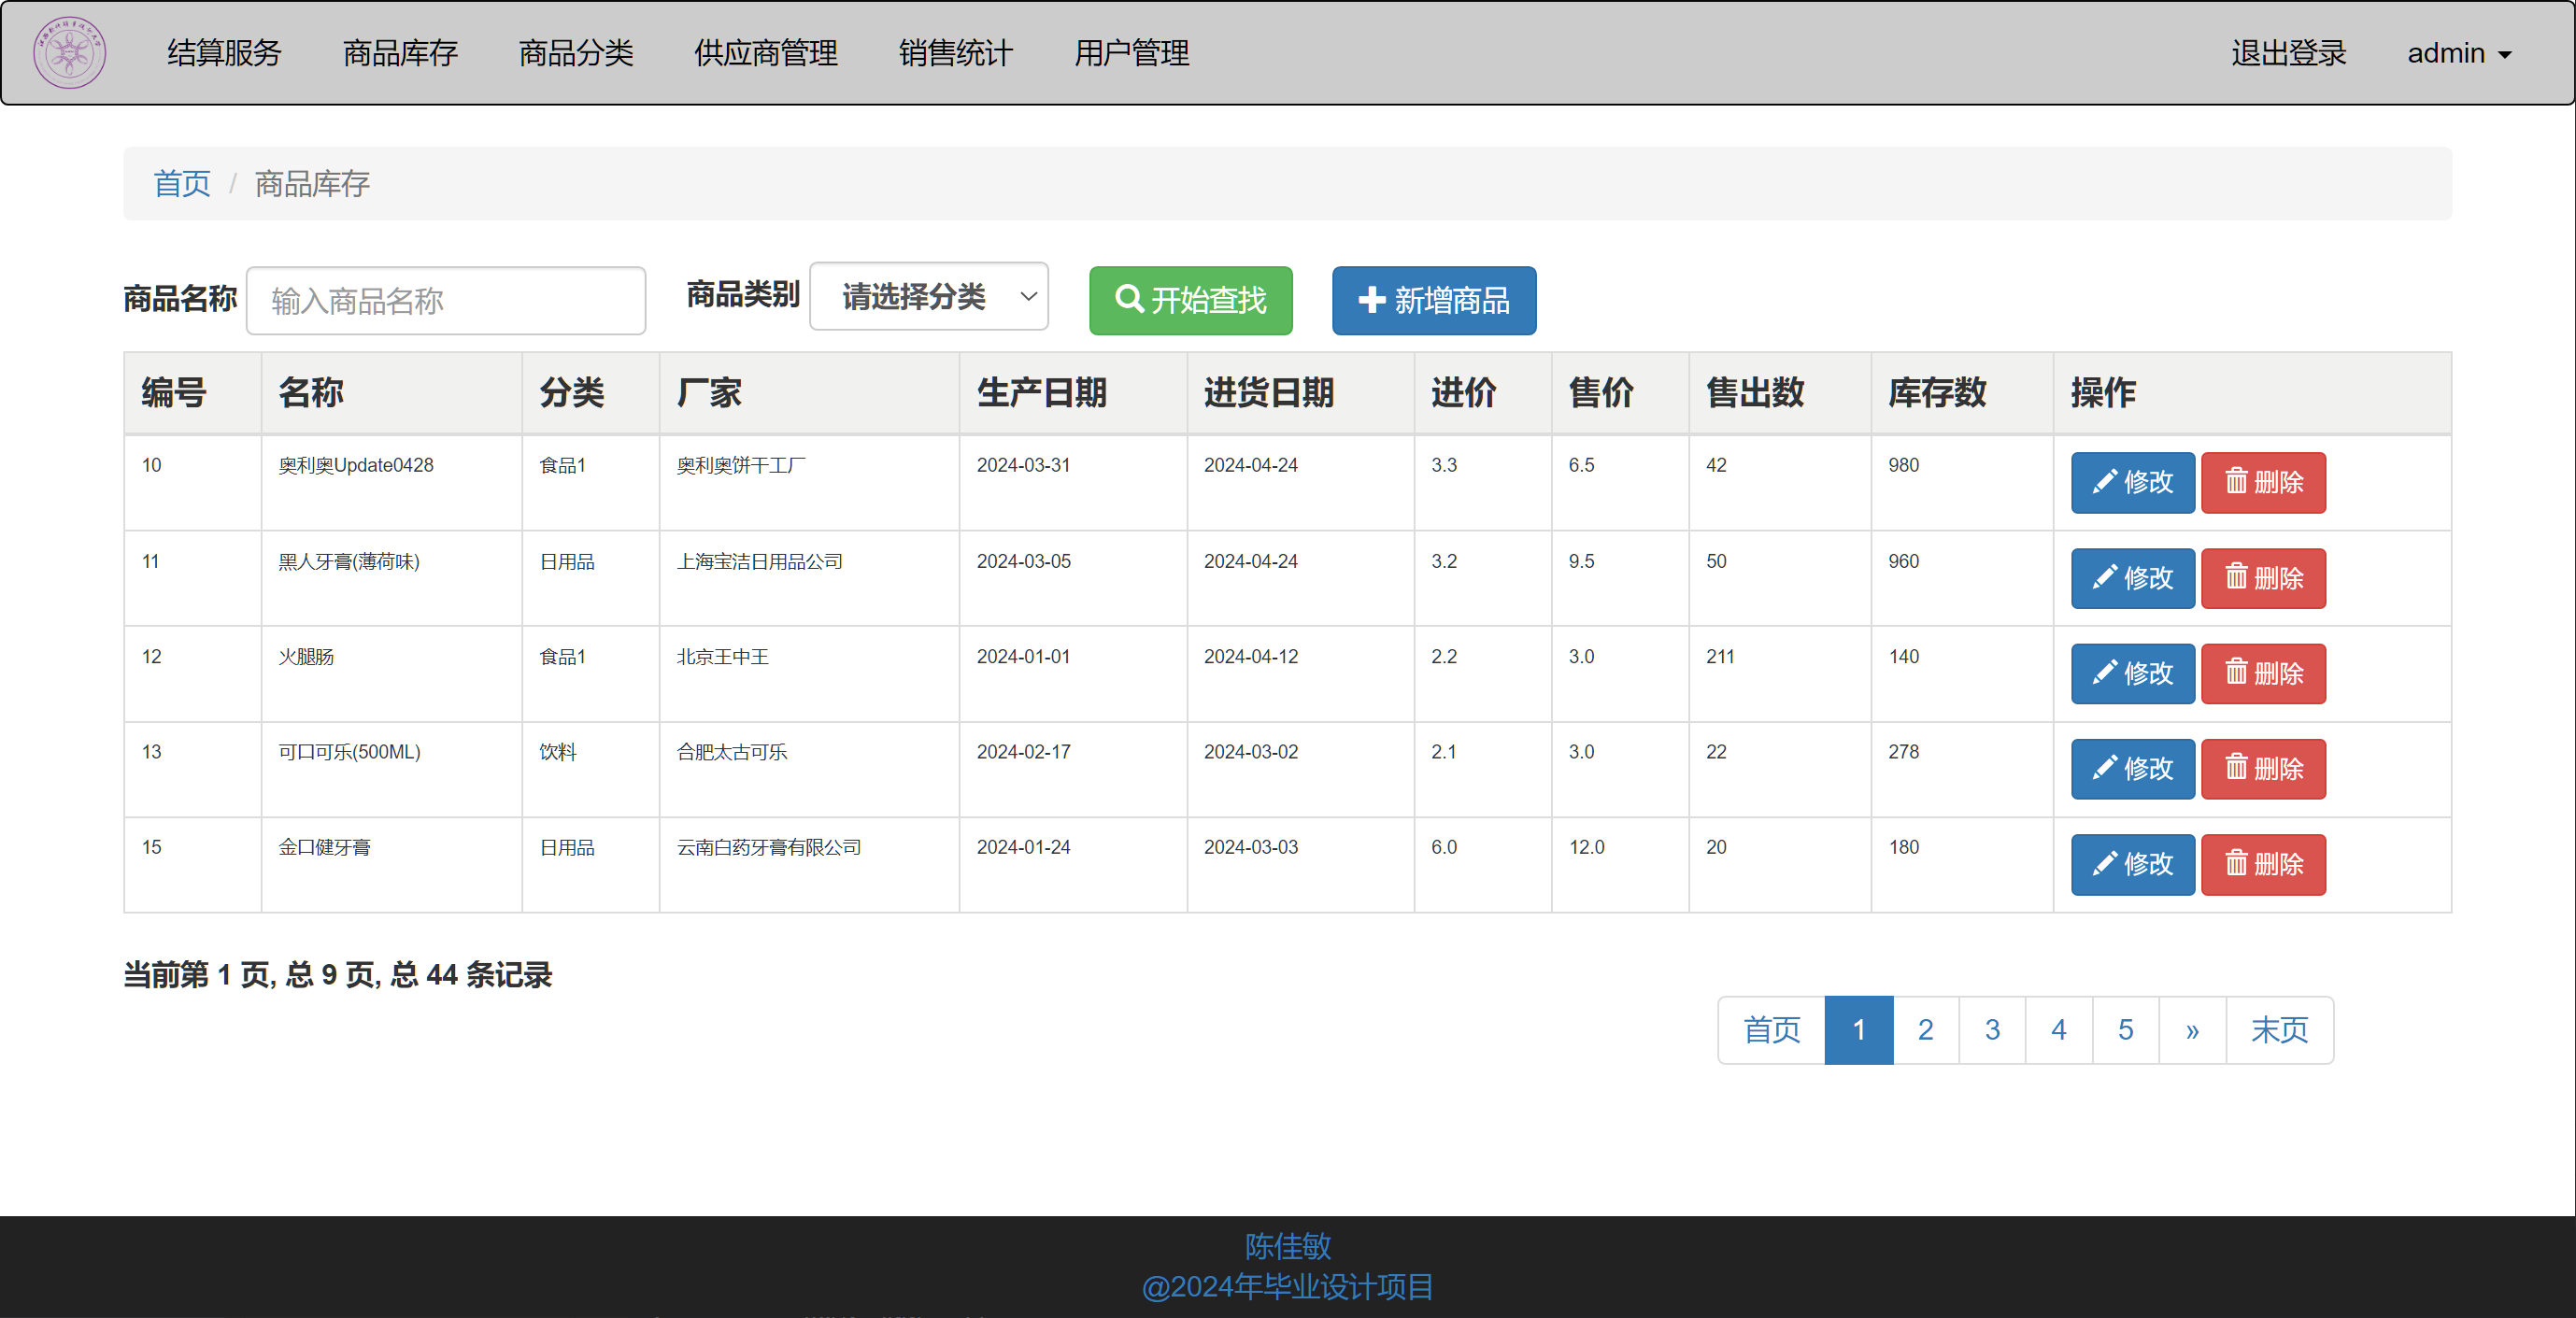 结算服务 商品库存 商品分类 供应商管理 销售统计 用户管理 退出登录 admin
首页 / 商品库存
商品名称 输入商品名称 商品类别 请选择分类 开始查找 新增商品
编号 名称 分类 厂家 生产日期 进货日期 进价 售价 售出数 库存数 操作
10 奥利奥Update0428 食品1 奥利奥饼干工厂 2024-03-31 2024-04-24 3.3 6.5 42 980 修改 删除
11 黑人牙膏(薄荷味) 日用品 上海宝洁日用品公司 2024-03-05 2024-04-24 3.2 9.5 50 960 修改 删除
12 火腿肠 食品1 北京王中王 2024-01-01 2024-04-12 2.2 3.0 211 140 修改 删除
13 可口可乐(500ML) 饮料 合肥太古可乐 2024-02-17 2024-03-02 2.1 3.0 22 278 修改 删除
15 金口健牙膏 日用品 云南白药牙膏有限公司 2024-01-24 2024-03-03 6.0 12.0 20 180 修改 删除
当前第 1 页, 总 9 页, 总 44 条记录
首页 1 2 3 4 5 » 末页
陈佳敏
@2024年毕业设计项目